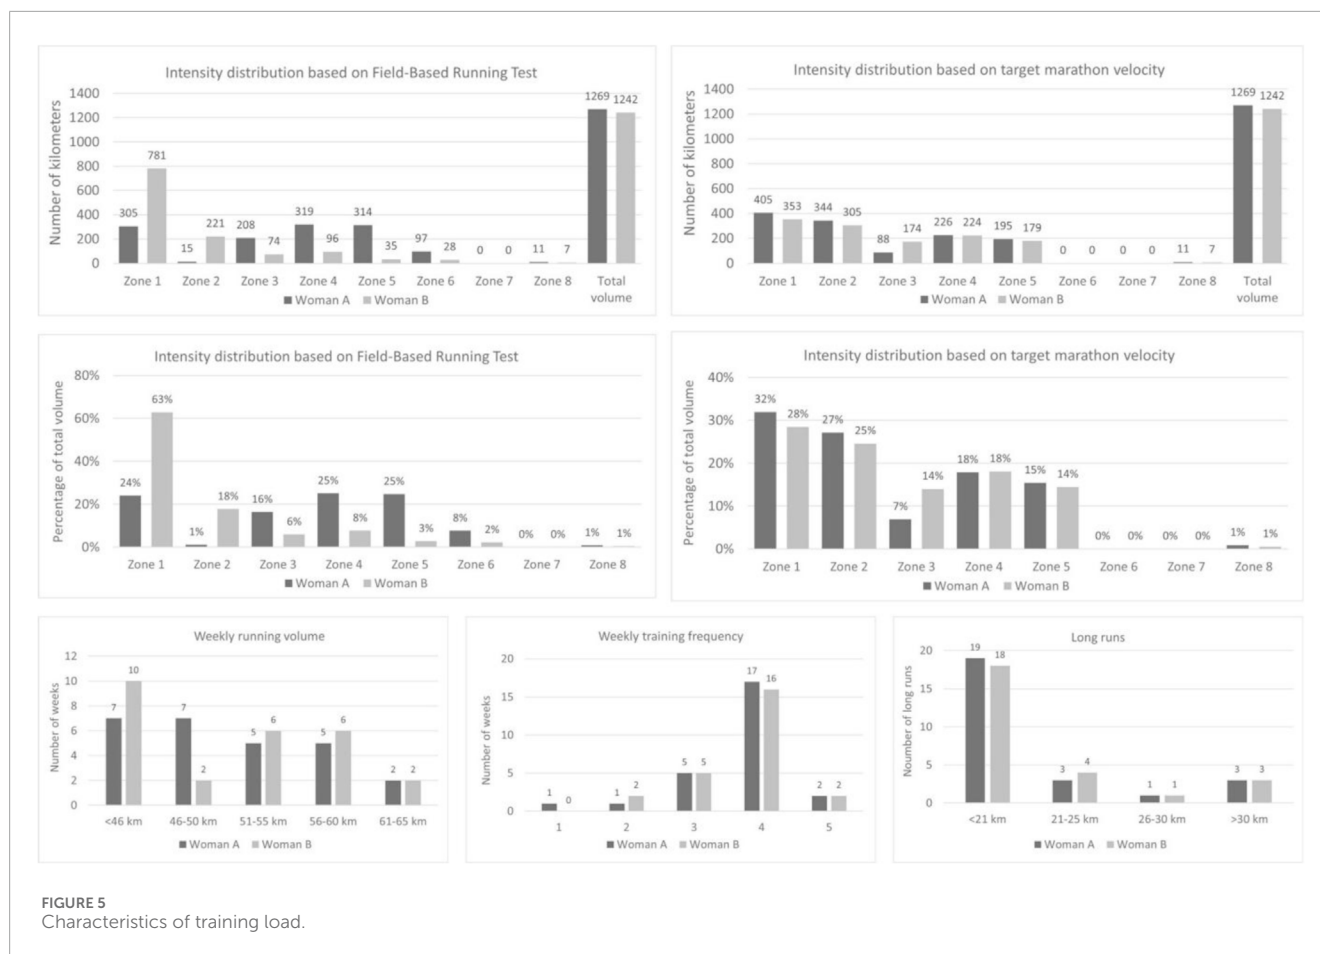 Intensity distribution based on Field-Based Running Test
Number of kilometers
1400
1200
1000
800
600
400
200
0
305 781 15 221 208 74 319 96 314 35 97 28 0 0 11 7 1269 1242
Zone 1 Zone 2 Zone 3 Zone 4 Zone 5 Zone 6 Zone 7 Zone 8 Total volume
Woman A Woman B
Intensity distribution based on target marathon velocity
Number of kilometers
1400
1200
1000
800
600
400
200
0
405 353 344 305 88 174 226 224 195 179 0 0 0 0 11 7 1269 1242
Zone 1 Zone 2 Zone 3 Zone 4 Zone 5 Zone 6 Zone 7 Zone 8 Total volume
Woman A Woman B
Intensity distribution based on Field-Based Running Test
Percentage of total volume
80%
60%
40%
20%
0%
24% 63% 1% 18% 16% 6% 25% 8% 25% 3% 8% 2% 0% 0% 1% 1%
Zone 1 Zone 2 Zone 3 Zone 4 Zone 5 Zone 6 Zone 7 Zone 8
Woman A Woman B
Intensity distribution based on target marathon velocity
Percentage of total volume
40%
30%
20%
10%
0%
32% 28% 27% 25% 7% 14% 18% 18% 15% 14% 0% 0% 0% 0% 1% 1%
Zone 1 Zone 2 Zone 3 Zone 4 Zone 5 Zone 6 Zone 7 Zone 8
Woman A Woman B
Weekly running volume
Number of weeks
12
10
8
6
4
2
0
7 10 7 2 5 6 5 6 2 2
<46 km 46-50 km 51-55 km 56-60 km 61-65 km
Woman A Woman B
Weekly training frequency
Number of weeks
20
15
10
5
0
1 0 1 2 5 5 17 16 2 2
1 2 3 4 5
Woman A Woman B
Long runs
Noumber of long runs
20
15
10
5
0
19 18 3 4 1 1 3 3
<21 km 21-25 km 26-30 km >30 km
Woman A Woman B
FIGURE 5
Characteristics of training load.